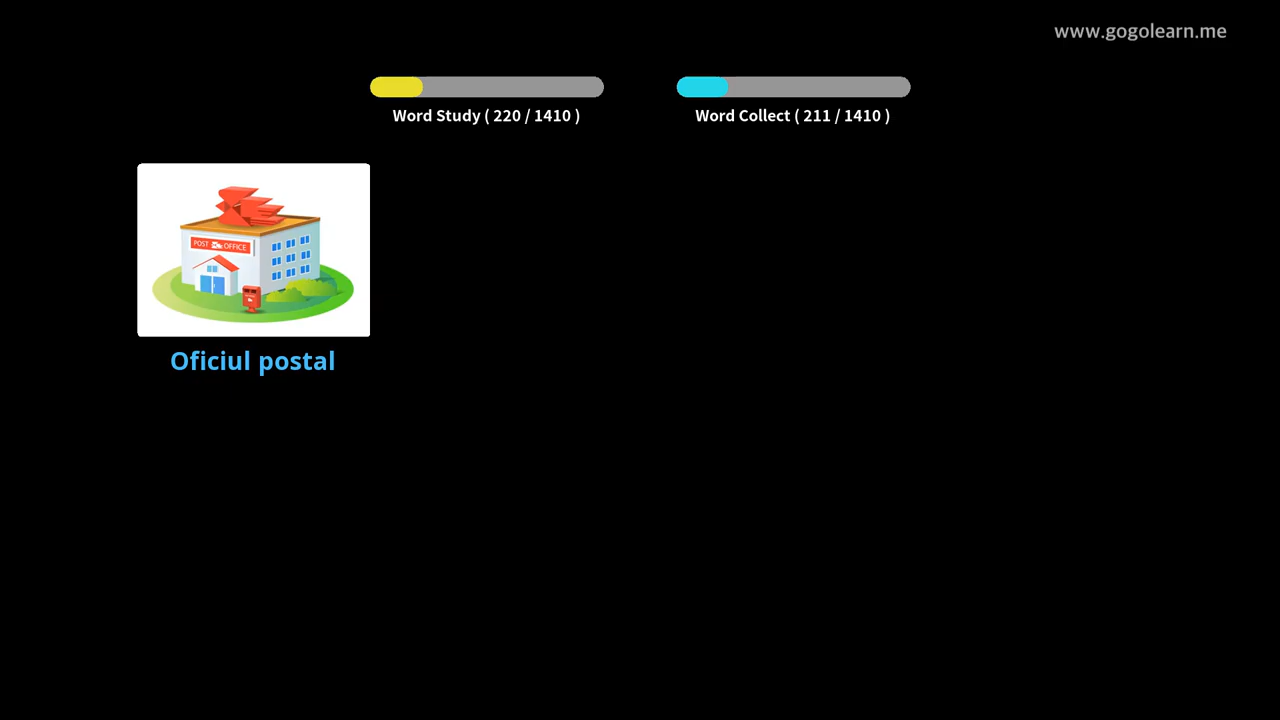 www.gogolearn.me
Word Study ( 220 / 1410 )
Word Collect ( 211 / 1410 )
POST OFFICE
Oficiul postal